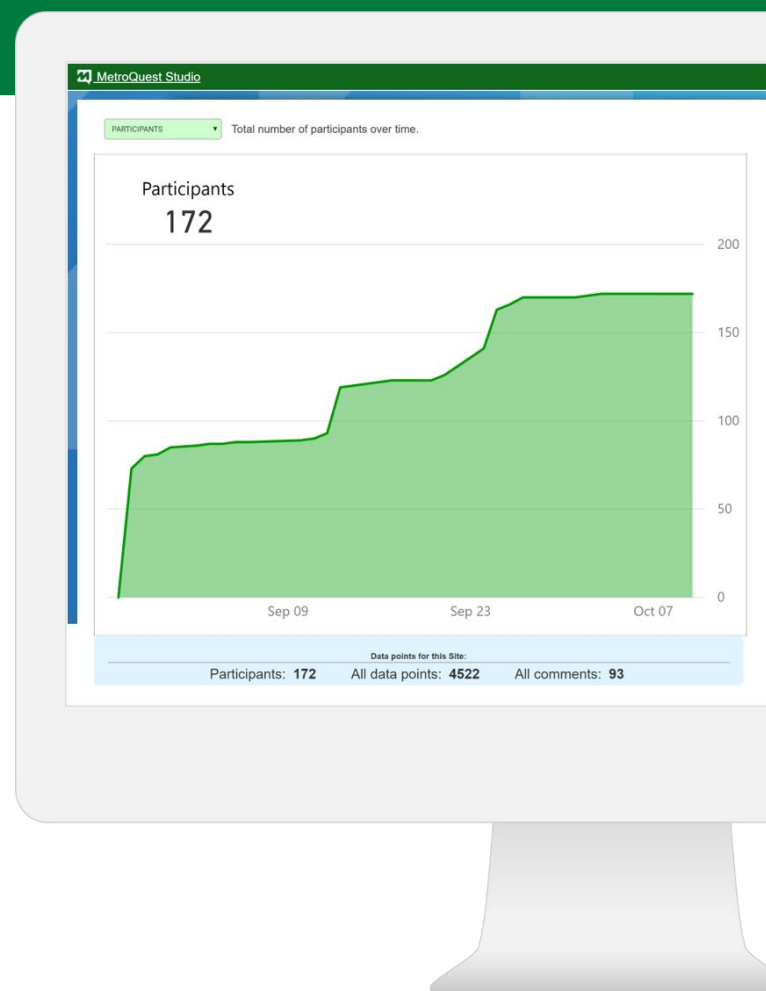 MetroQuest Studio
PARTICIPANTS Total number of participants over time.
Participants
172
200
150
100
50
0
Sep 09 Sep 23 Oct 07
Data points for this Site:
Participants: 172 All data points: 4522 All comments: 93